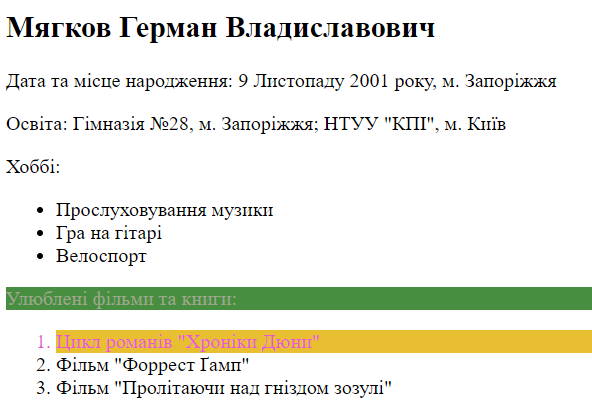 Мягков Герман Владиславович
Дата та місце народження: 9 Листопаду 2001 року, м. Запоріжжя
Освіта: Гімназія №28, м. Запоріжжя; НТУУ "КПІ", м. Київ
Хоббі:
• Прослуховування музики
• Гра на гітарі
• Велоспорт
Улюблені фільми та книги:
1. Цикл романів "Хроніки Дюни"
2. Фільм "Форрест Ґамп"
3. Фільм "Пролітаючи над гніздом зозулі"